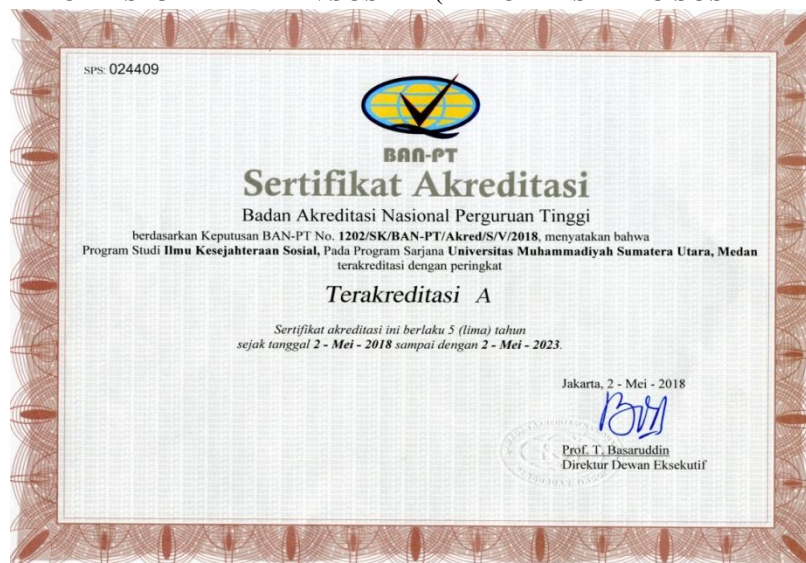 SPS: 024409
BAN-PT
Sertifikat Akreditasi
Badan Akreditasi Nasional Perguruan Tinggi
berdasarkan Keputusan BAN-PT No. 1202/SK/BAN-PT/Akred/S/V/2018, menyatakan bahwa
Program Studi Ilmu Kesejahteraan Sosial, Pada Program Sarjana Universitas Muhammadiyah Sumatera Utara, Medan
terakreditasi dengan peringkat
Terakreditasi A
Sertifikat akreditasi ini berlaku 5 (lima) tahun
sejak tanggal 2 - Mei - 2018 sampai dengan 2 - Mei - 2023.
Jakarta, 2 - Mei - 2018
Prof. T. Basaruddin
Direktur Dewan Eksekutif